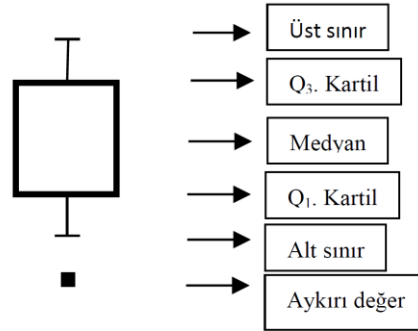 Üst sınır
Q3. Kartil
Medyan
Q1. Kartil
Alt sınır
Aykırı değer